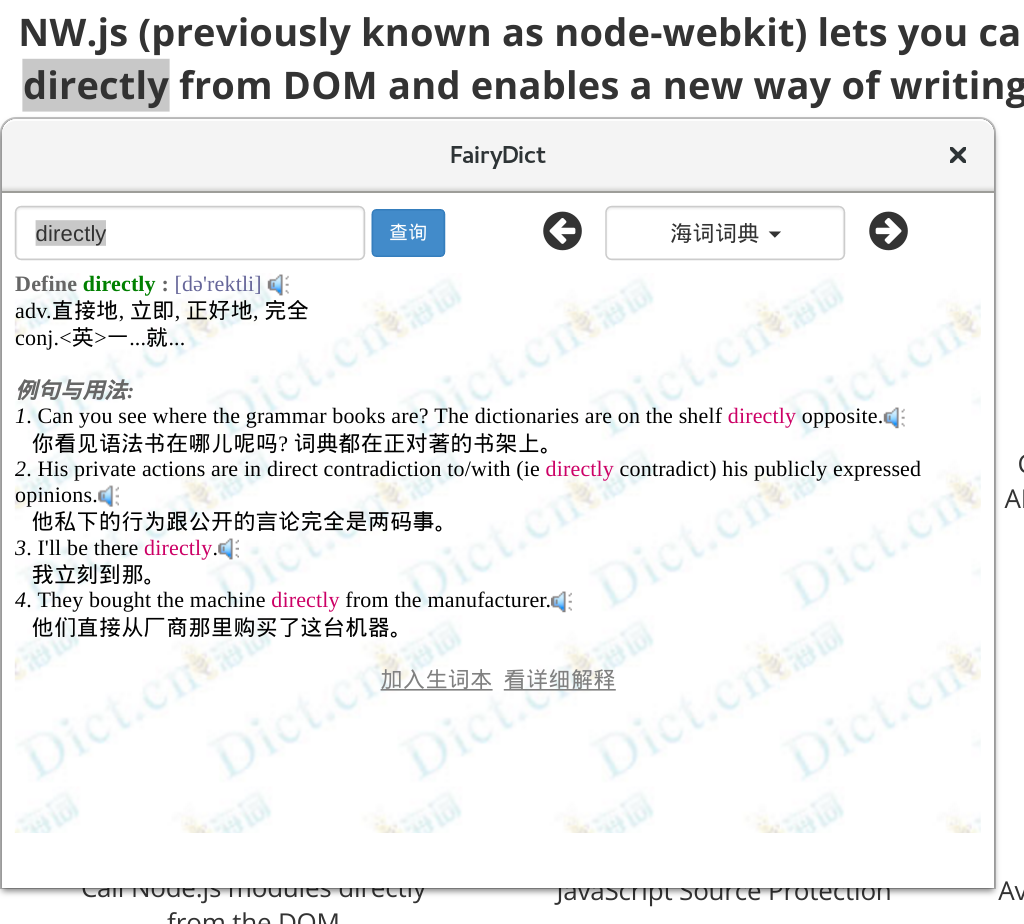 NW.js (previously known as node-webkit) lets you ca
directly from DOM and enables a new way of writing
FairyDict
directly
查询
海词词典
Define directly : [də'rektli]
adv.直接地, 立即, 正好地, 完全
conj.<英>一...就...
例句与用法:
1. Can you see where the grammar books are? The dictionaries are on the shelf directly opposite.
你看见语法书在哪儿呢吗? 词典都在正对著的书架上。
2. His private actions are in direct contradiction to/with (ie directly contradict) his publicly expressed
opinions.
他私下的行为跟公开的言论完全是两码事。
3. I'll be there directly.
我立刻到那。
4. They bought the machine directly from the manufacturer.
他们直接从厂商那里购买了这台机器。
加入生词本 看详细解释
Dict.cn 海词
Call Node.js modules directly
from the DOM
JavaScript Source Protection
Av